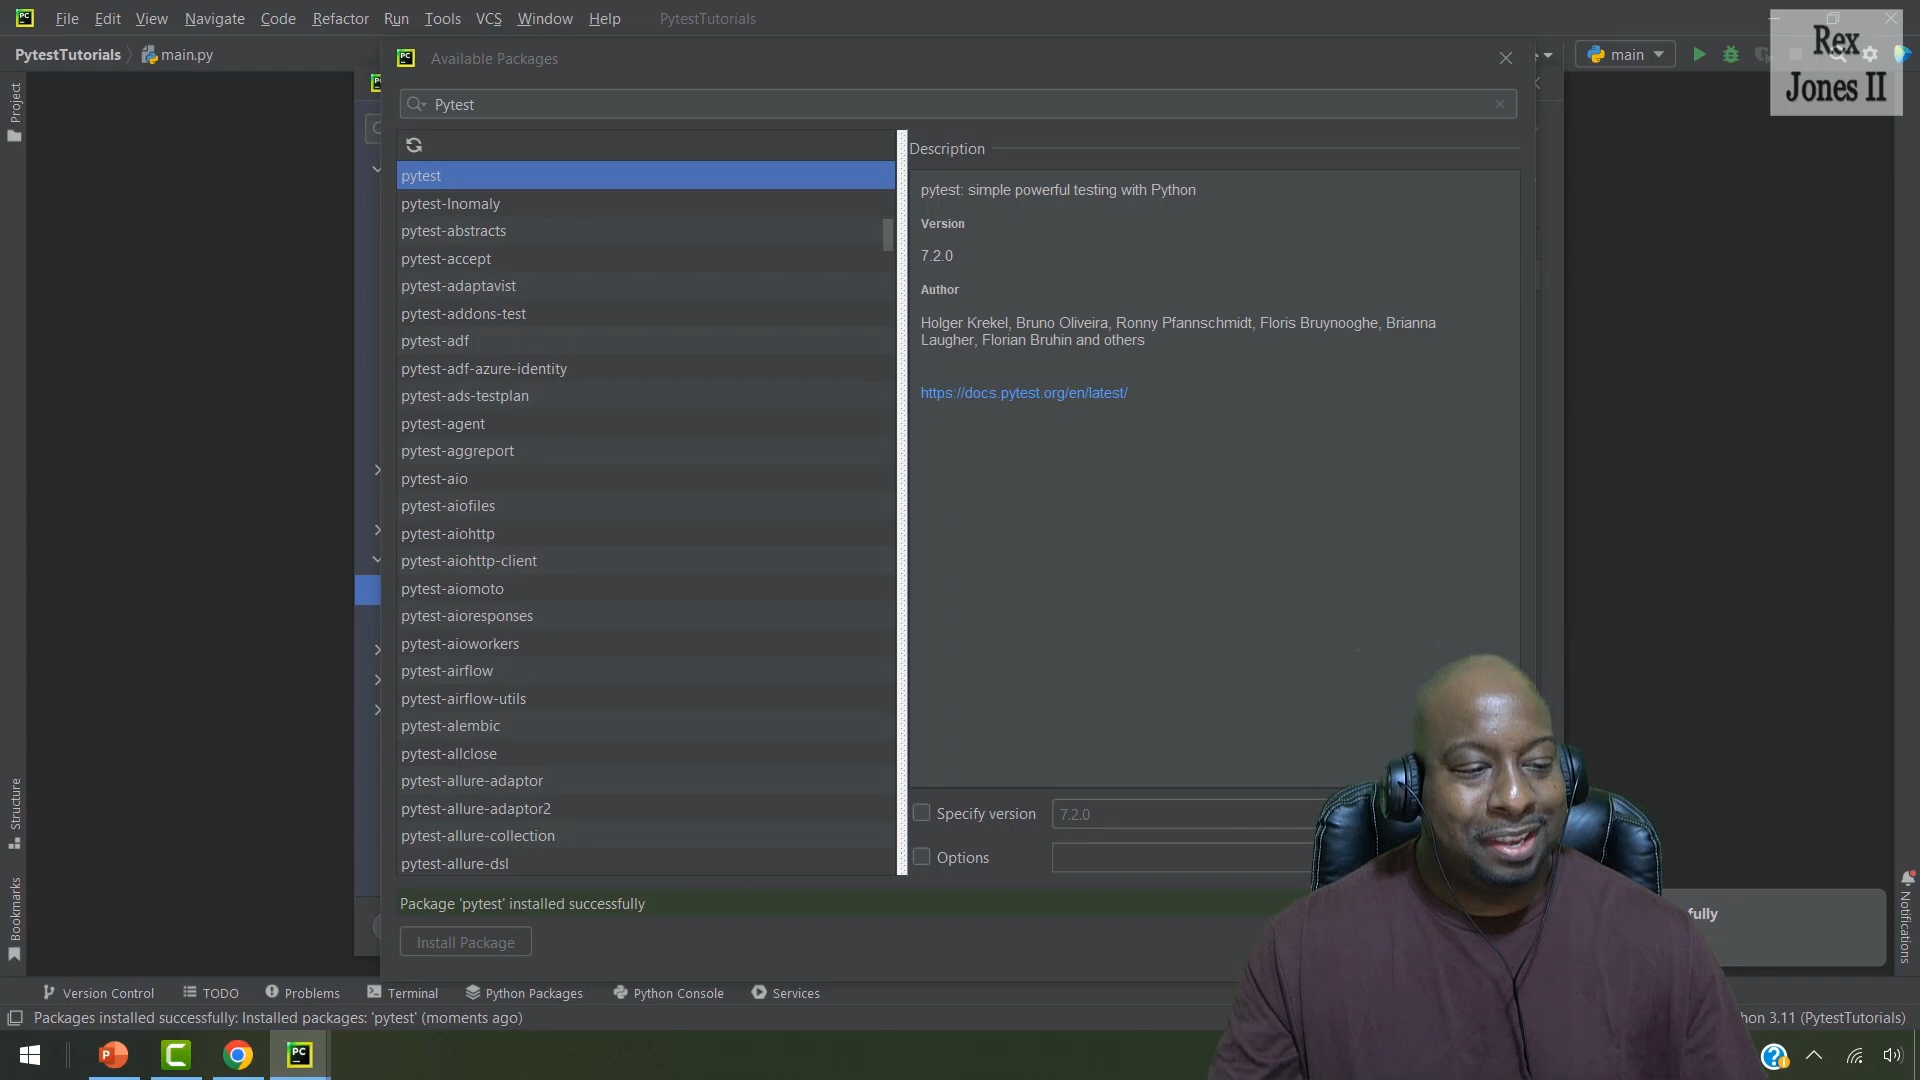 PC File Edit View Navigate Code Refactor Run Tools VCS Window Help PytestTutorials
PytestTutorials main.py
main
Rex
Jones II
PC Available Packages
Pytest
Project
Structure
Bookmarks
pytest
pytest-Inomaly
pytest-abstracts
pytest-accept
pytest-adaptavist
pytest-addons-test
pytest-adf
pytest-adf-azure-identity
pytest-ads-testplan
pytest-agent
pytest-aggreport
pytest-aio
pytest-aiofiles
pytest-aiohttp
pytest-aiohttp-client
pytest-aiomoto
pytest-aioresponses
pytest-aioworkers
pytest-airflow
pytest-airflow-utils
pytest-alembic
pytest-allclose
pytest-allure-adaptor
pytest-allure-adaptor2
pytest-allure-collection
pytest-allure-dsl
Description
pytest: simple powerful testing with Python
Version
7.2.0
Author
Holger Krekel, Bruno Oliveira, Ronny Pfannschmidt, Floris Bruynooghe, Brianna
Laugher, Florian Bruhin and others
https://docs.pytest.org/en/latest/
Specify version 7.2.0
Options
Package 'pytest' installed successfully
Install Package
fully
Notifications
Version Control TODO Problems Terminal Python Packages Python Console Services
Packages installed successfully: Installed packages: 'pytest' (moments ago)
hon 3.11 (PytestTutorials)